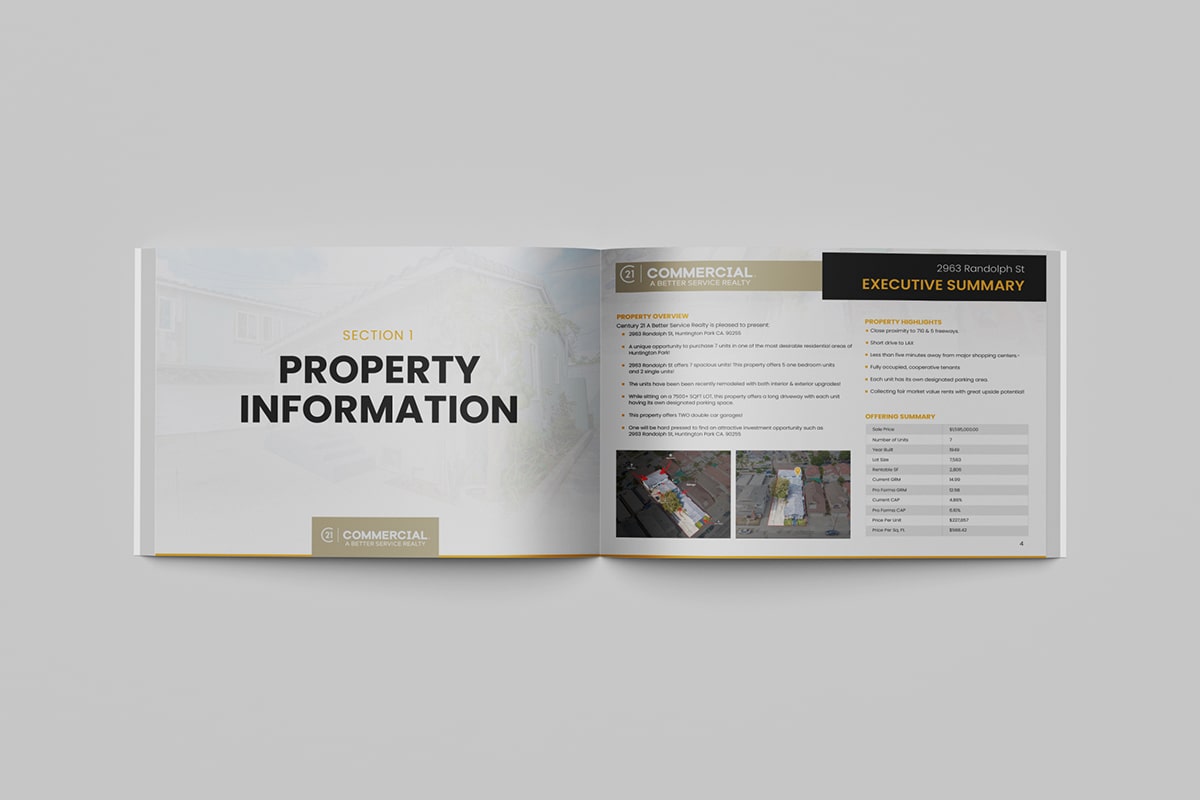 SECTION 1
PROPERTY
INFORMATION
C21 COMMERCIAL.
A BETTER SERVICE REALTY
C21 COMMERCIAL.
A BETTER SERVICE REALTY
2963 Randolph St
EXECUTIVE SUMMARY
PROPERTY OVERVIEW
Century 21 A Better Service Realty is pleased to present:
2963 Randolph St, Huntington Park CA. 90255
A unique opportunity to purchase 7 units in one of the most desirable residential areas of
Huntington Park!
2963 Randolph St offers 7 spacious units! This property offers 5 one bedroom units
and 2 single units!
The units have been been recently remodeled with both interior & exterior upgrades!
While sitting on a 7500+ SQFT LOT, this property offers a long driveway with each unit
having its own designated parking space.
This property offers TWO double car garages!
One will be hard pressed to find an attractive investment opportunity such as
2963 Randolph St, Huntington Park CA. 90255.
PROPERTY HIGHLIGHTS
Close proximity to 710 & 5 freeways.
Short drive to LAX
Less than five minutes away from major shopping centers.-
Fully occupied, cooperative tenants
Each unit has its own designated parking area.
Collecting fair market value rents with great upside potential!
OFFERING SUMMARY
Sale Price $1,595,000.00
Number of Units 7
Year Built 1949
Lot Size 7,563
Rentable SF
Current GRM 14.99
Pro Forma GRM
Current CAP 4.89%
Pro Forma CAP
Price Per Unit $227,857
Price Per Sq. Ft. $568.42
4